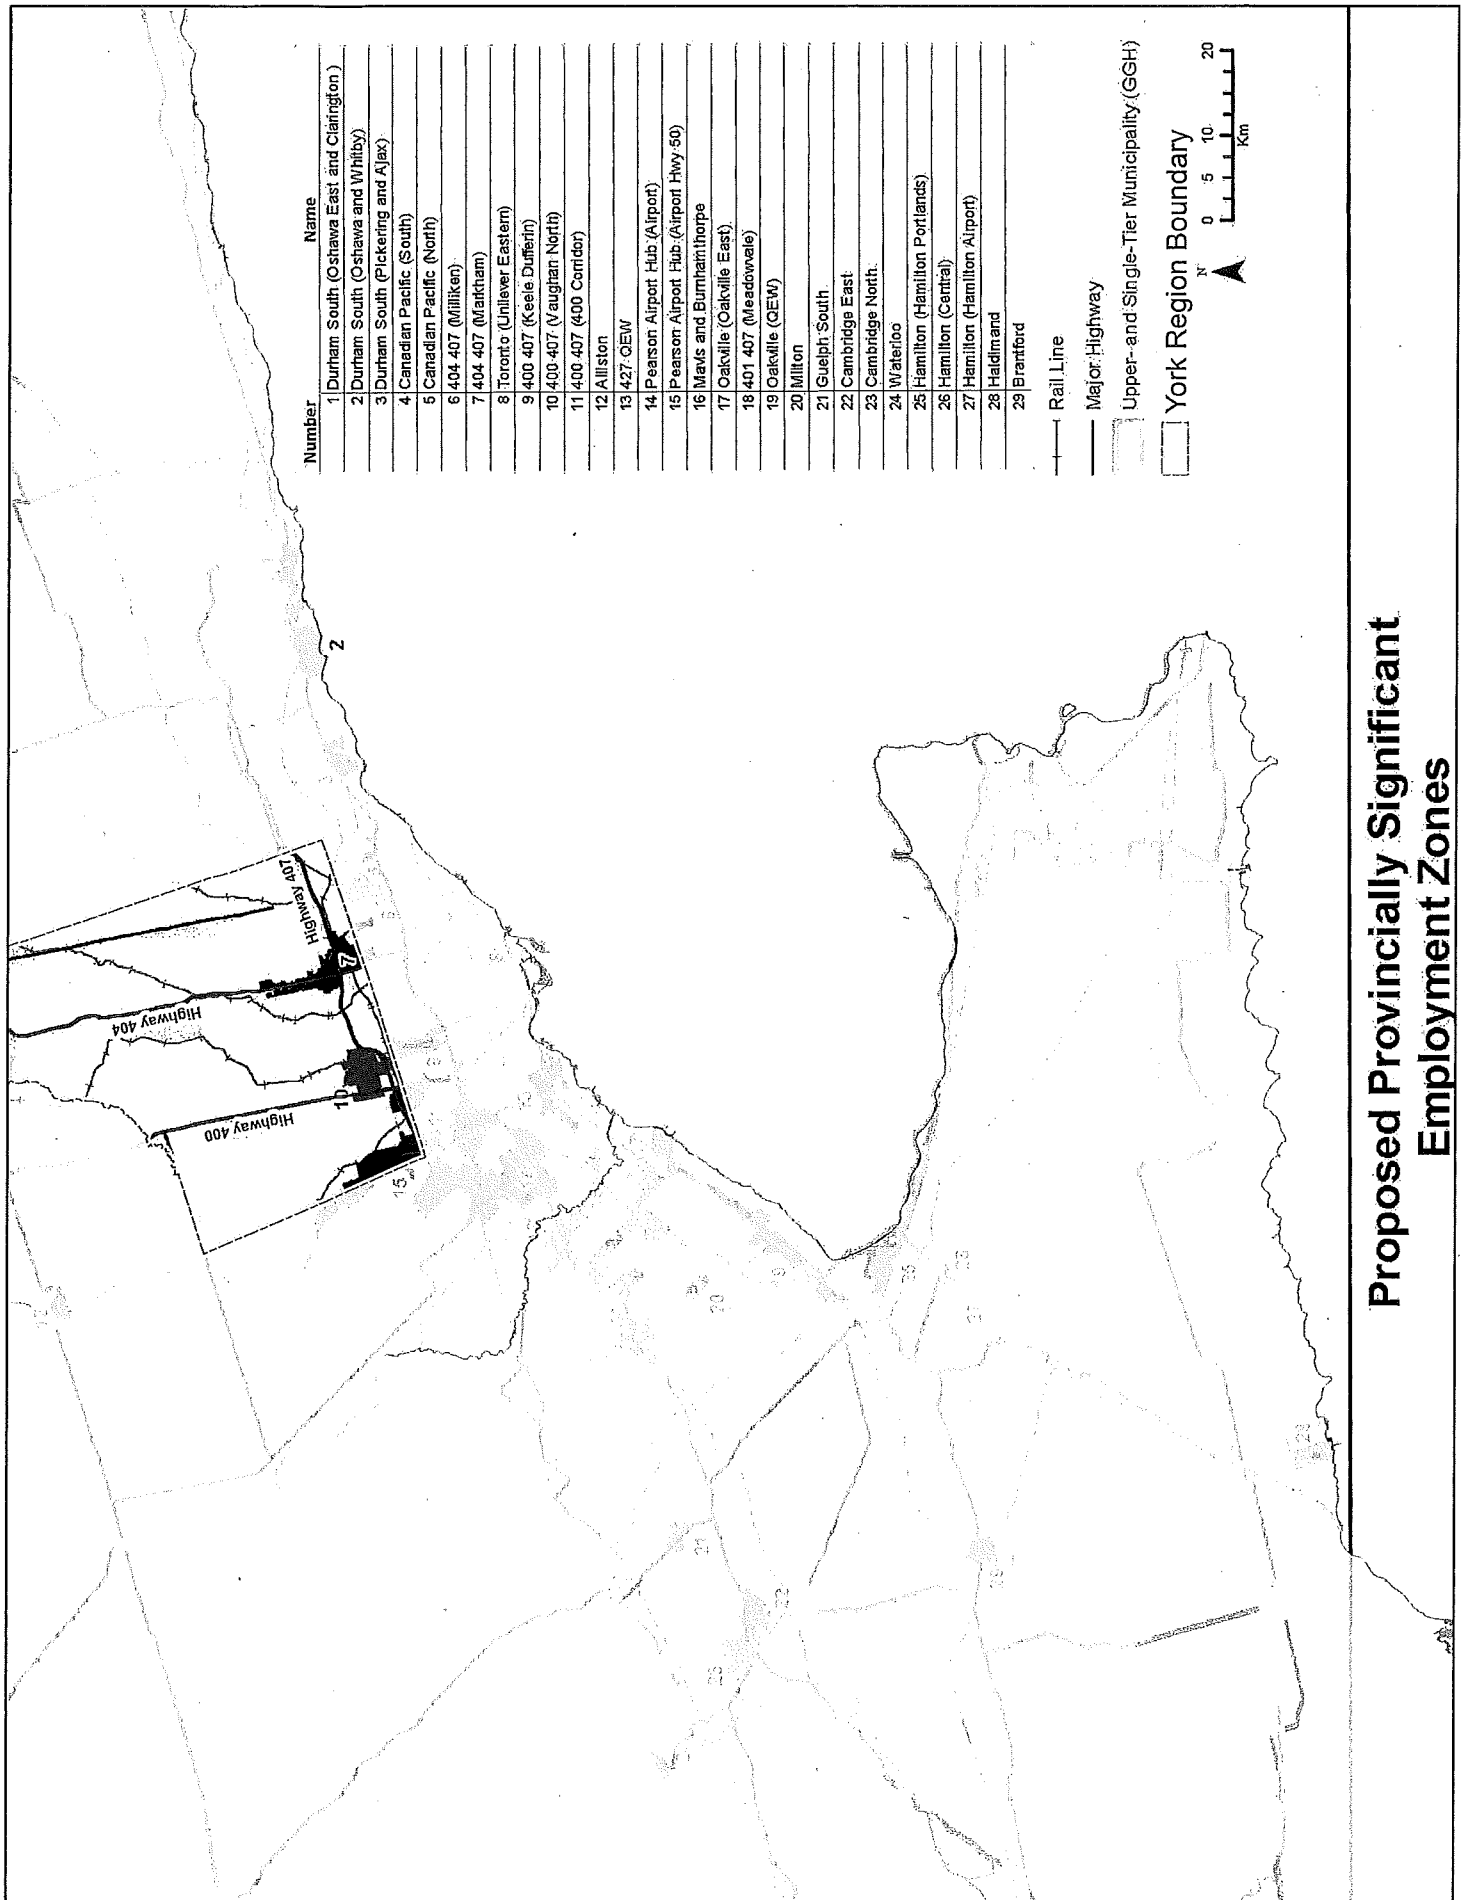 Proposed Provincially Significant
Employment Zones
Number Name
1 Durham South (Oshawa East and Clarington)
2 Durham South (Oshawa and Whitby)
3 Durham South (Pickering and Ajax)
4 Canadian Pacific (South)
5 Canadian Pacific (North)
6 404 407 (Milliken)
7 404 407 (Markham)
8 Toronto (Unilever Eastern)
9 400 407 (Keele Dufferin)
10 400 407 (Vaughan North)
11 400 407 (400 Corridor)
12 Alliston
13 427 QEW
14 Pearson Airport Hub (Airport)
15 Pearson Airport Hub (Airport Hwy 50)
16 Mavis and Burnhamthorpe
17 Oakville (Oakville East)
18 401 407 (Meadowvale)
19 Oakville (QEW)
20 Milton
21 Guelph South
22 Cambridge East
23 Cambridge North
24 Waterloo
25 Hamilton (Hamilton Portlands)
26 Hamilton (Central)
27 Hamilton (Hamilton Airport)
28 Haldimand
29 Brantford
Rail Line
Major Highway
Upper- and Single-Tier Municipality (GGH)
York Region Boundary
N
0 5 10 20
Km
Highway 400
Highway 404
Highway 407
2
7
10
15
20
21
22
23